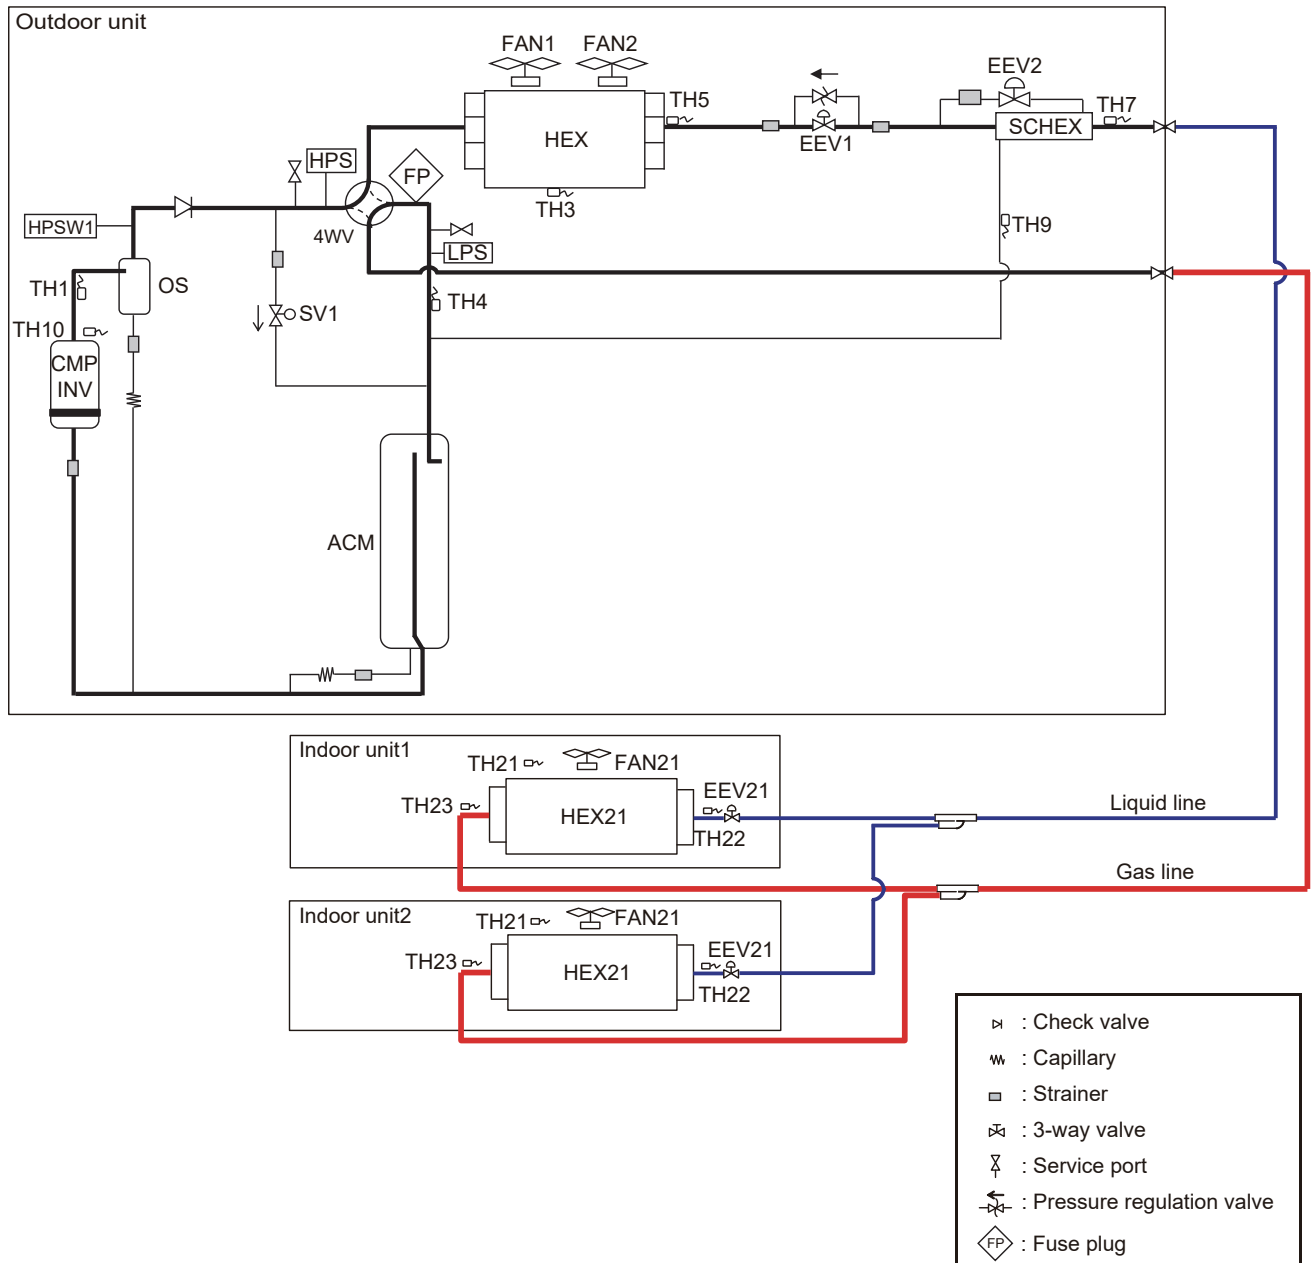 Outdoor unit
FAN1 FAN2
EEV2
TH5
TH7
HEX
SCHEX
EEV1
HPS
FP
TH3
HPSW1
4WV
TH9
LPS
TH1
OS
TH4
SV1
TH10
CMP
INV
ACM
Indoor unit1
TH21 FAN21
EEV21
TH23
HEX21
TH22
Liquid line
Gas line
Indoor unit2
TH21 FAN21
EEV21
TH23
HEX21
TH22
: Check valve
: Capillary
: Strainer
: 3-way valve
: Service port
: Pressure regulation valve
FP : Fuse plug